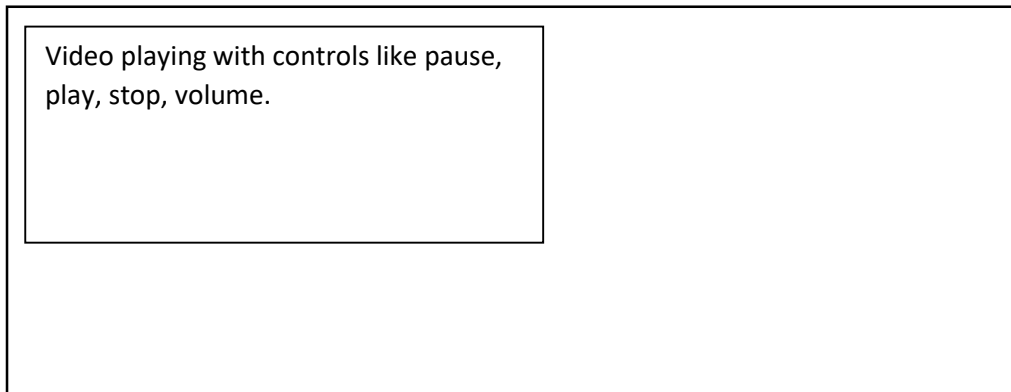 Video playing with controls like pause,
play, stop, volume.